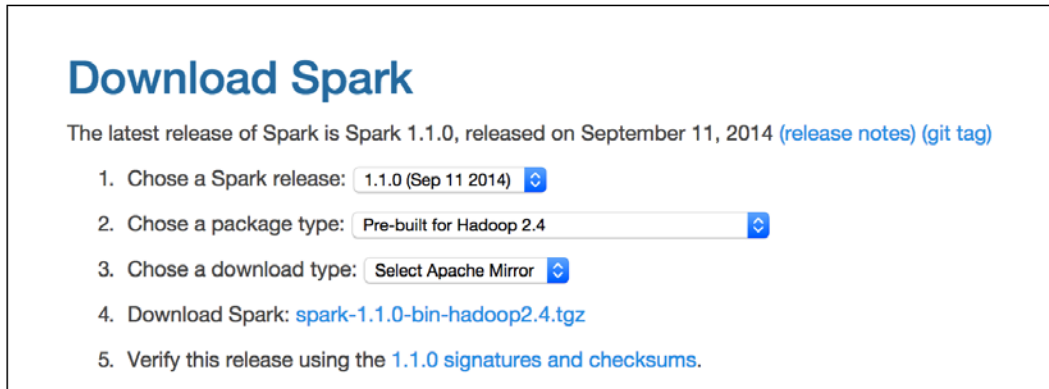 Download Spark
The latest release of Spark is Spark 1.1.0, released on September 11, 2014 (release notes) (git tag)
1. Chose a Spark release: 1.1.0 (Sep 11 2014)
2. Chose a package type: Pre-built for Hadoop 2.4
3. Chose a download type: Select Apache Mirror
4. Download Spark: spark-1.1.0-bin-hadoop2.4.tgz
5. Verify this release using the 1.1.0 signatures and checksums.